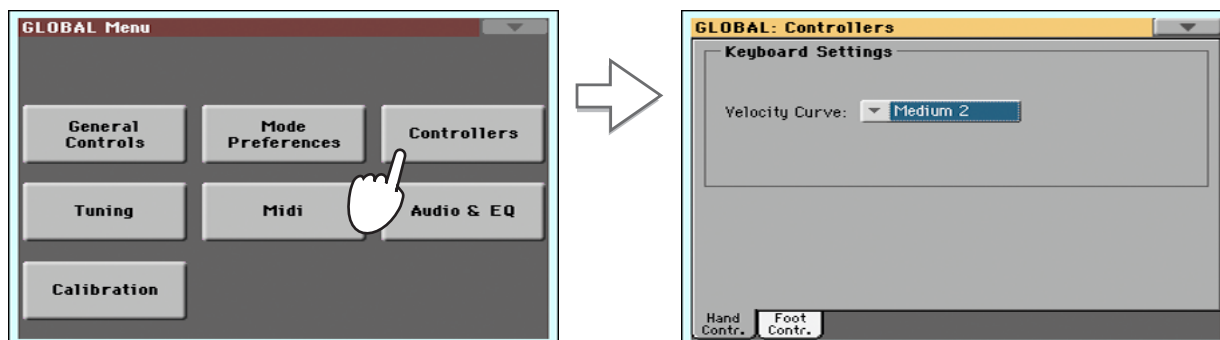 GLOBAL Menu
General
Controls
Mode
Preferences
Controllers
Tuning
Midi
Audio & EQ
Calibration
GLOBAL: Controllers
Keyboard Settings
Velocity Curve: Medium 2
Hand
Contr.
Foot
Contr.